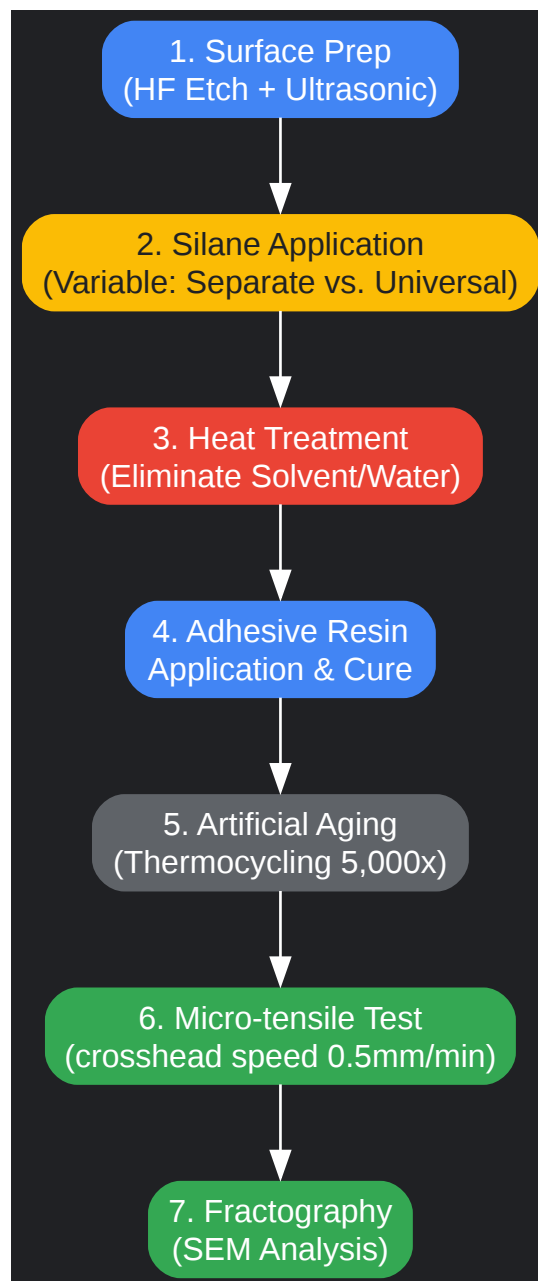 1. Surface Prep
(HF Etch + Ultrasonic)
2. Silane Application
(Variable: Separate vs. Universal)
3. Heat Treatment
(Eliminate Solvent/Water)
4. Adhesive Resin
Application & Cure
5. Artificial Aging
(Thermocycling 5,000x)
6. Micro-tensile Test
(crosshead speed 0.5mm/min)
7. Fractography
(SEM Analysis)